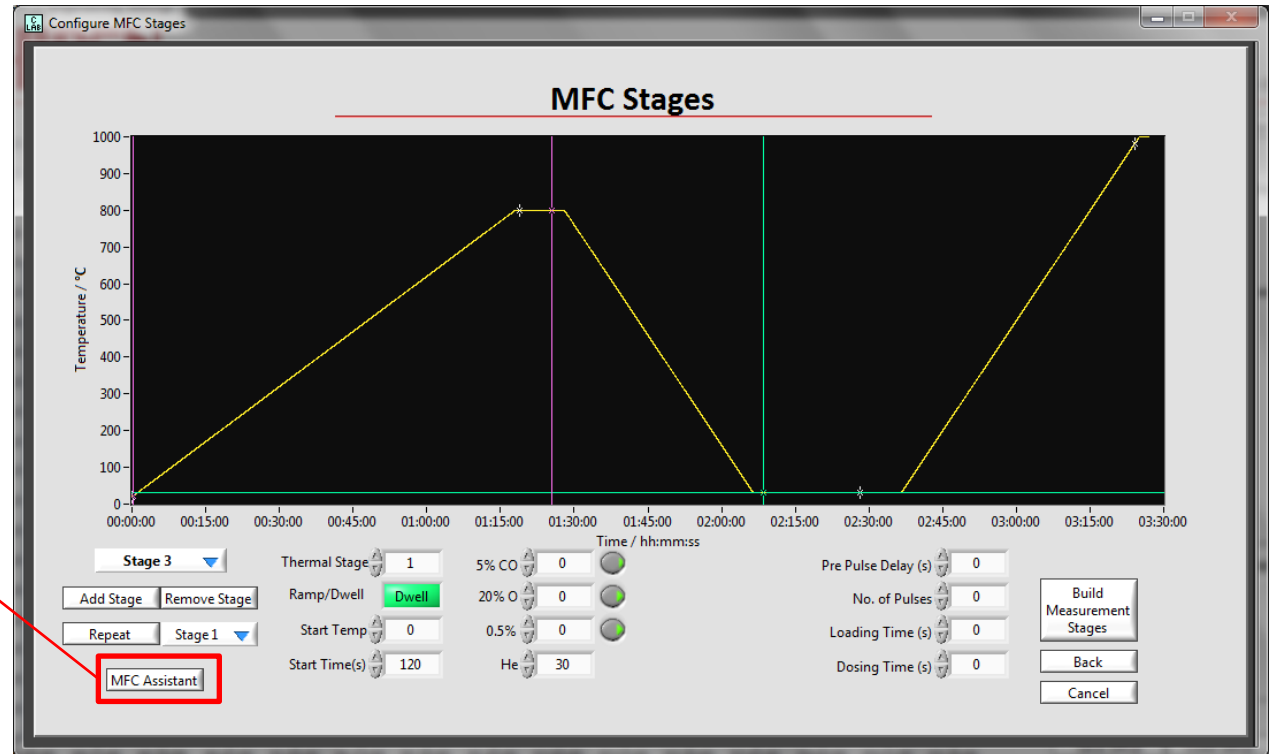 C LAB Configure MFC Stages
MFC Stages
Temperature / °C
1000
900
800
700
600
500
400
300
200
100
0
00:00:00 00:15:00 00:30:00 00:45:00 01:00:00 01:15:00 01:30:00 01:45:00 02:00:00 02:15:00 02:30:00 02:45:00 03:00:00 03:15:00 03:30:00
Time / hh:mm:ss
Stage 3 Thermal Stage 1 5% CO 0 Pre Pulse Delay (s) 0
Add Stage Remove Stage Ramp/Dwell Dwell 20% O 0 No. of Pulses 0 Build Measurement Stages
Repeat Stage 1 Start Temp 0 0.5% 0 Loading Time (s) 0
MFC Assistant Start Time(s) 120 He 30 Dosing Time (s) 0 Back
Cancel